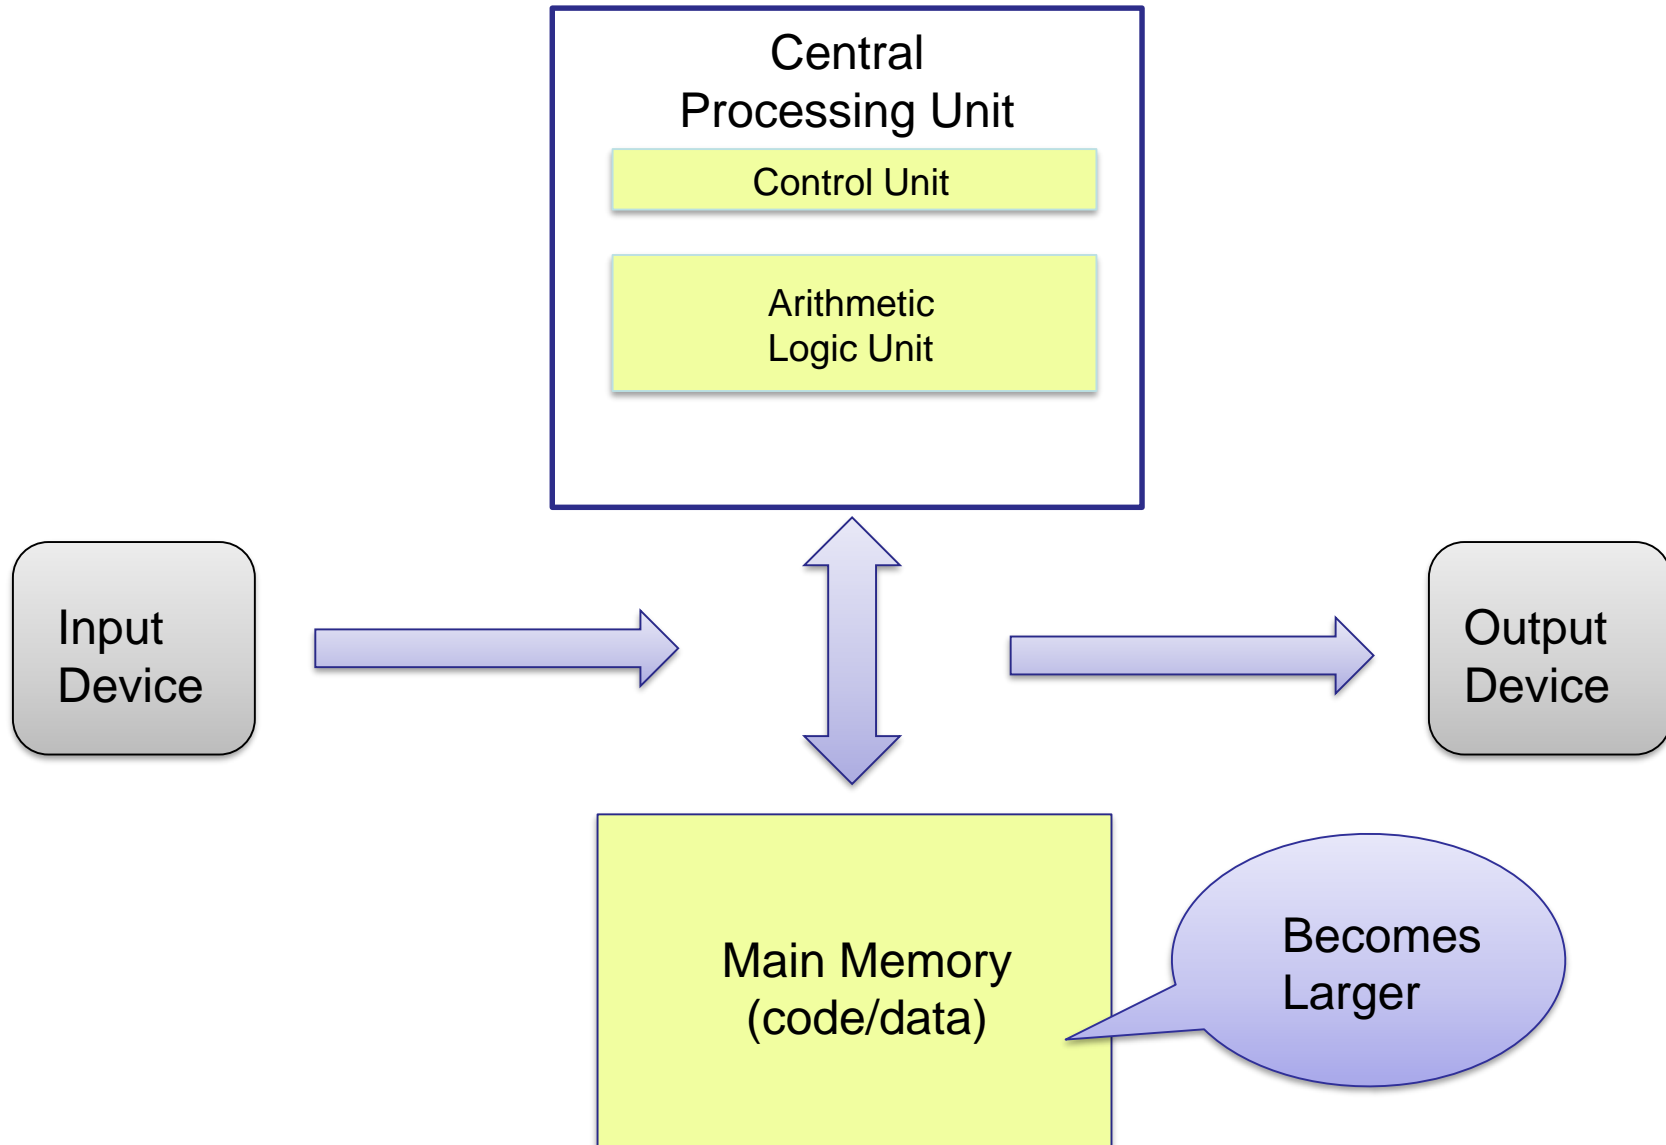 Central
Processing Unit
Control Unit
Arithmetic
Logic Unit
Input
Device
Output
Device
Main Memory
(code/data)
Becomes
Larger